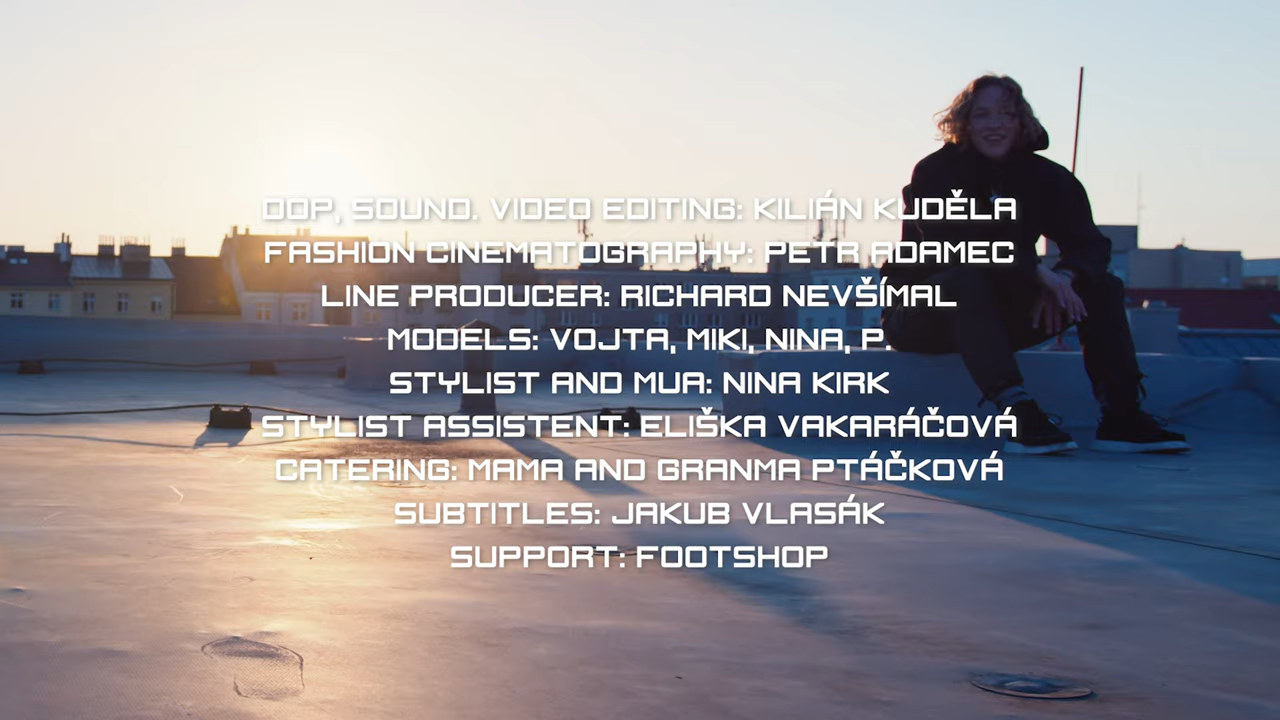 DOP, SOUND. VIDEO EDITING: KILIÁN KUDĚLA
FASHION CINEMATOGRAPHY: PETR ADAMEC
LINE PRODUCER: RICHARD NEVŠÍMAL
MODELS: VOJTA, MIKI, NINA, P.
STYLIST AND MUA: NINA KIRK
STYLIST ASSISTENT: ELIŠKA VAKARÁČOVÁ
CATERING: MAMA AND GRANMA PTÁČKOVÁ
SUBTITLES: JAKUB VLASÁK
SUPPORT: FOOTSHOP